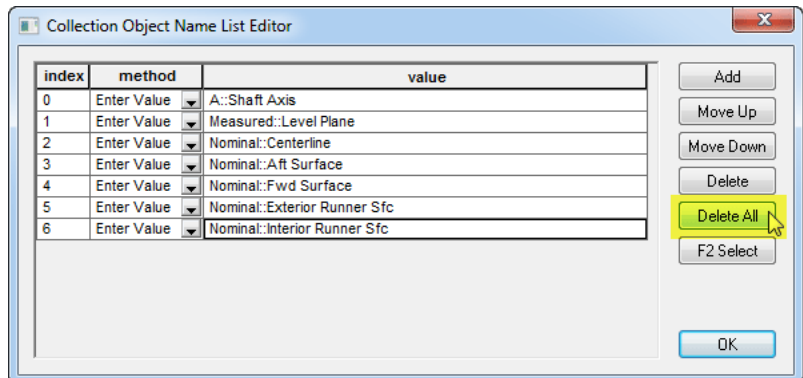 Collection Object Name List Editor
index method value
0 Enter Value A::Shaft Axis
1 Enter Value Measured::Level Plane
2 Enter Value Nominal::Centerline
3 Enter Value Nominal::Aft Surface
4 Enter Value Nominal::Fwd Surface
5 Enter Value Nominal::Exterior Runner Sfc
6 Enter Value Nominal::Interior Runner Sfc
Add
Move Up
Move Down
Delete
Delete All
F2 Select
OK